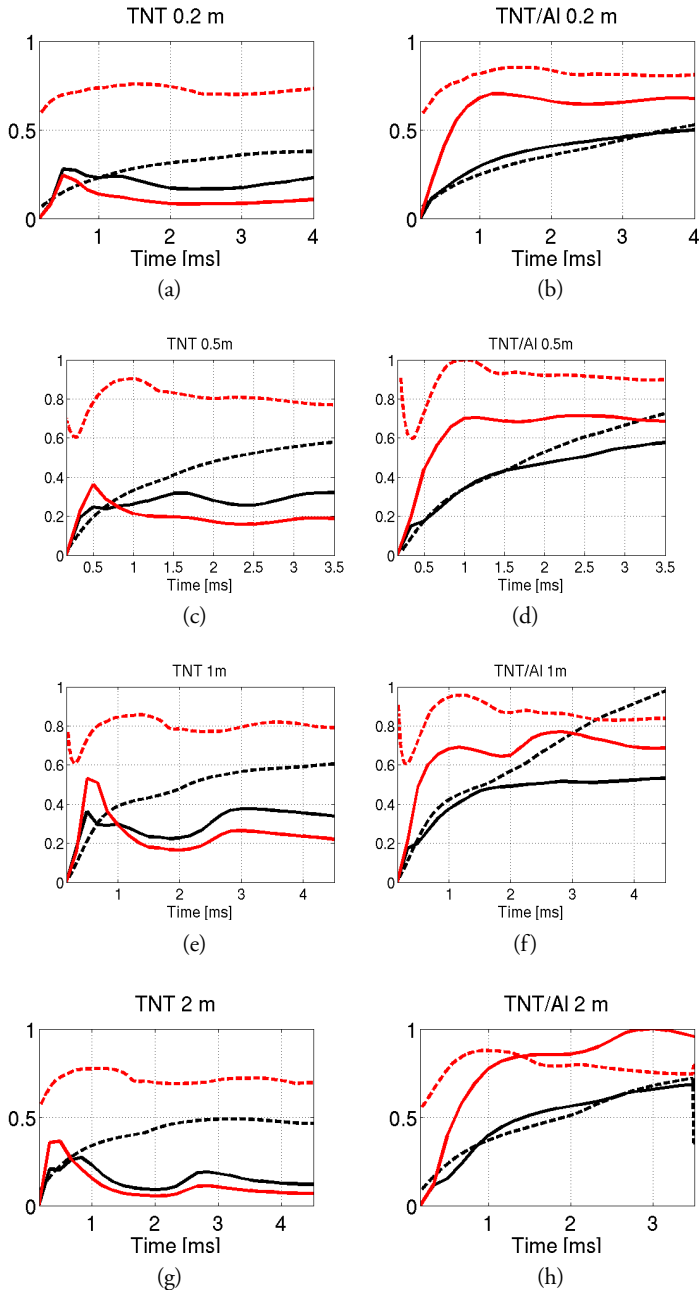 TNT 0.2 m
1
0.5
0
1 2 3 4
Time [ms]
(a)
TNT/Al 0.2 m
1
0.5
0
1 2 3 4
Time [ms]
(b)
TNT 0.5m
1
0.8
0.6
0.4
0.2
0
0.5 1 1.5 2 2.5 3 3.5
Time [ms]
(c)
TNT/Al 0.5m
1
0.8
0.6
0.4
0.2
0
0.5 1 1.5 2 2.5 3 3.5
Time [ms]
(d)
TNT 1m
1
0.8
0.6
0.4
0.2
0
1 2 3 4
Time [ms]
(e)
TNT/Al 1m
1
0.8
0.6
0.4
0.2
0
1 2 3 4
Time [ms]
(f)
TNT 2 m
1
0.5
0
1 2 3 4
Time [ms]
(g)
TNT/Al 2 m
1
0.5
0
1 2 3
Time [ms]
(h)